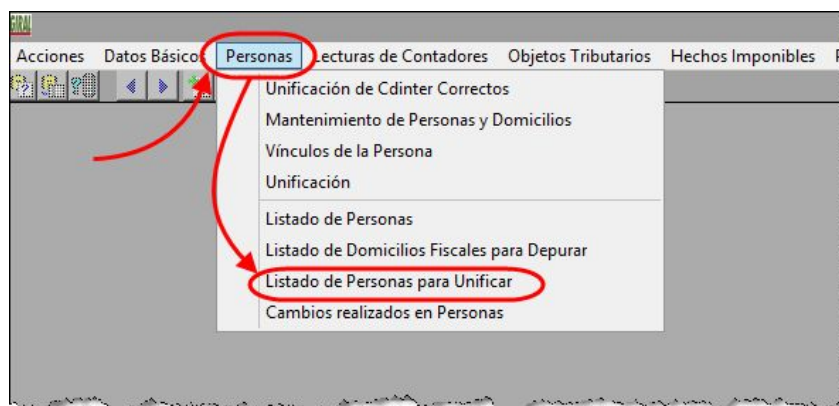 GIRAL
Acciones Datos Básicos Personas Lecturas de Contadores Objetos Tributarios Hechos Imponibles
Unificación de Cdinter Correctos
Mantenimiento de Personas y Domicilios
Vínculos de la Persona
Unificación
Listado de Personas
Listado de Domicilios Fiscales para Depurar
Listado de Personas para Unificar
Cambios realizados en Personas